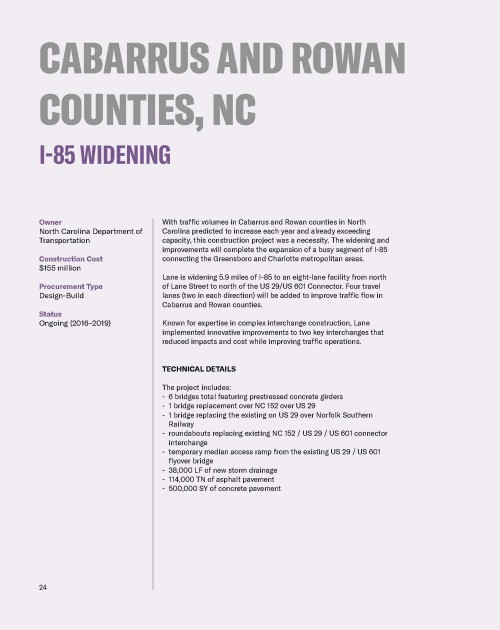 CABARRUS AND ROWAN
COUNTIES, NC
I-85 WIDENING
Owner
North Carolina Department of
Transportation
Construction Cost
$155 million
Procurement Type
Design-Build
Status
Ongoing (2016–2019)
With traffic volumes in Cabarrus and Rowan counties in North
Carolina predicted to increase each year and already exceeding
capacity, this construction project was a necessity. The widening and
improvements will complete the expansion of a busy segment of I-85
connecting the Greensboro and Charlotte metropolitan areas.
Lane is widening 5.9 miles of I-85 to an eight-lane facility from north
of Lane Street to north of the US 29/US 601 Connector. Four travel
lanes (two in each direction) will be added to improve traffic flow in
Cabarrus and Rowan counties.
Known for expertise in complex interchange construction, Lane
implemented innovative improvements to two key interchanges that
reduced impacts and cost while improving traffic operations.
TECHNICAL DETAILS
The project includes:
- 6 bridges total featuring prestressed concrete girders
- 1 bridge replacement over NC 152 over US 29
- 1 bridge replacing the existing on US 29 over Norfolk Southern
Railway
- roundabouts replacing existing NC 152 / US 29 / US 601 connector
interchange
- temporary median access ramp from the existing US 29 / US 601
flyover bridge
- 38,000 LF of new storm drainage
- 114,000 TN of asphalt pavement
- 500,000 SY of concrete pavement
24